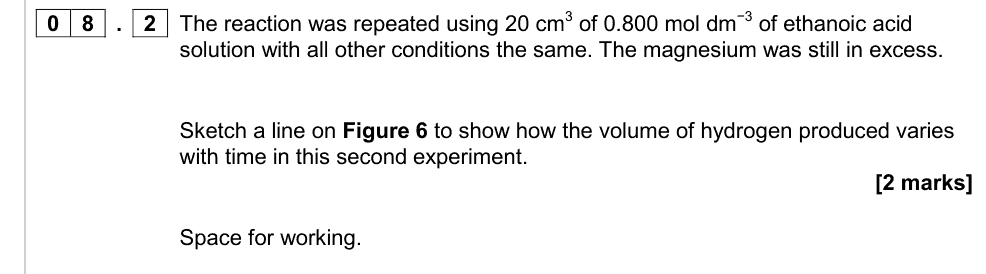 0 8 . 2 The reaction was repeated using 20 cm³ of 0.800 mol dm⁻³ of ethanoic acid
solution with all other conditions the same. The magnesium was still in excess.
Sketch a line on Figure 6 to show how the volume of hydrogen produced varies
with time in this second experiment.
[2 marks]
Space for working.